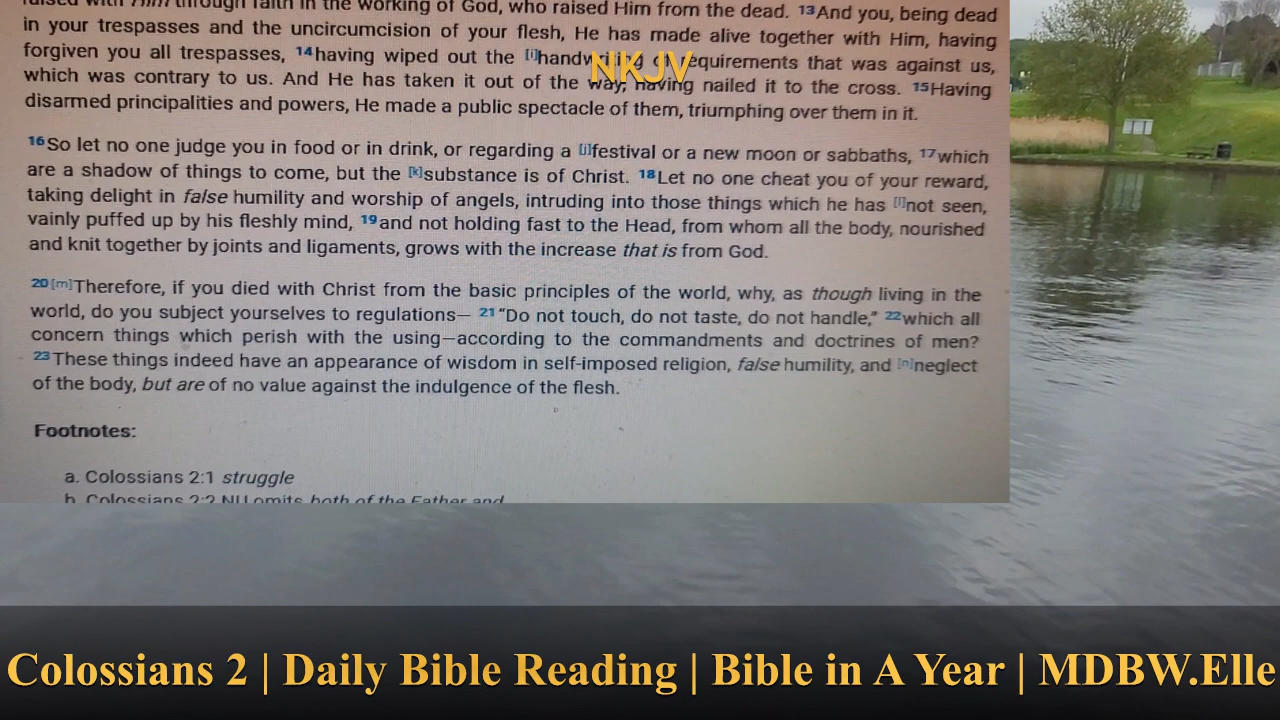 raised with Him through faith in the working of God, who raised Him from the dead. 13And you, being dead
in your trespasses and the uncircumcision of your flesh, He has made alive together with Him, having
forgiven you all trespasses, 14having wiped out the [i]handwriting of requirements that was against us,
NKJV
which was contrary to us. And He has taken it out of the way, having nailed it to the cross. 15Having
disarmed principalities and powers, He made a public spectacle of them, triumphing over them in it.
16So let no one judge you in food or in drink, or regarding a [j]festival or a new moon or sabbaths, 17which
are a shadow of things to come, but the [k]substance is of Christ. 18Let no one cheat you of your reward,
taking delight in false humility and worship of angels, intruding into those things which he has [l]not seen,
vainly puffed up by his fleshly mind, 19and not holding fast to the Head, from whom all the body, nourished
and knit together by joints and ligaments, grows with the increase that is from God.
20[m]Therefore, if you died with Christ from the basic principles of the world, why, as though living in the
world, do you subject yourselves to regulations— 21"Do not touch, do not taste, do not handle," 22which all
concern things which perish with the using—according to the commandments and doctrines of men?
23These things indeed have an appearance of wisdom in self-imposed religion, false humility, and [n]neglect
of the body, but are of no value against the indulgence of the flesh.
Footnotes:
a. Colossians 2:1 struggle
b. Colossians 2:2 NU omits both of the Father and
Colossians 2 | Daily Bible Reading | Bible in A Year | MDBW.Elle